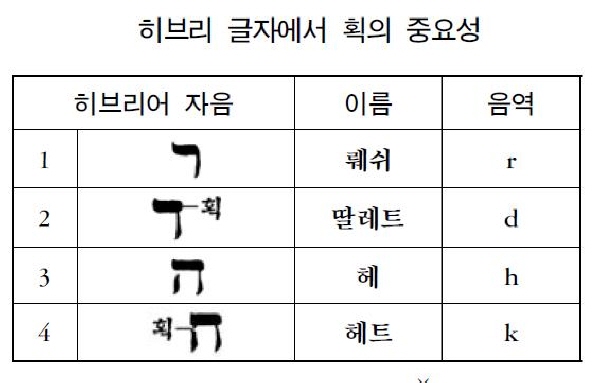 히브리 글자에서 획의 중요성
히브리어 자음 이름 음역
1 ר 뤠쉬 r
2 ד 획 딸레트 d
3 ה 헤 h
4 획 ח 헤트 k